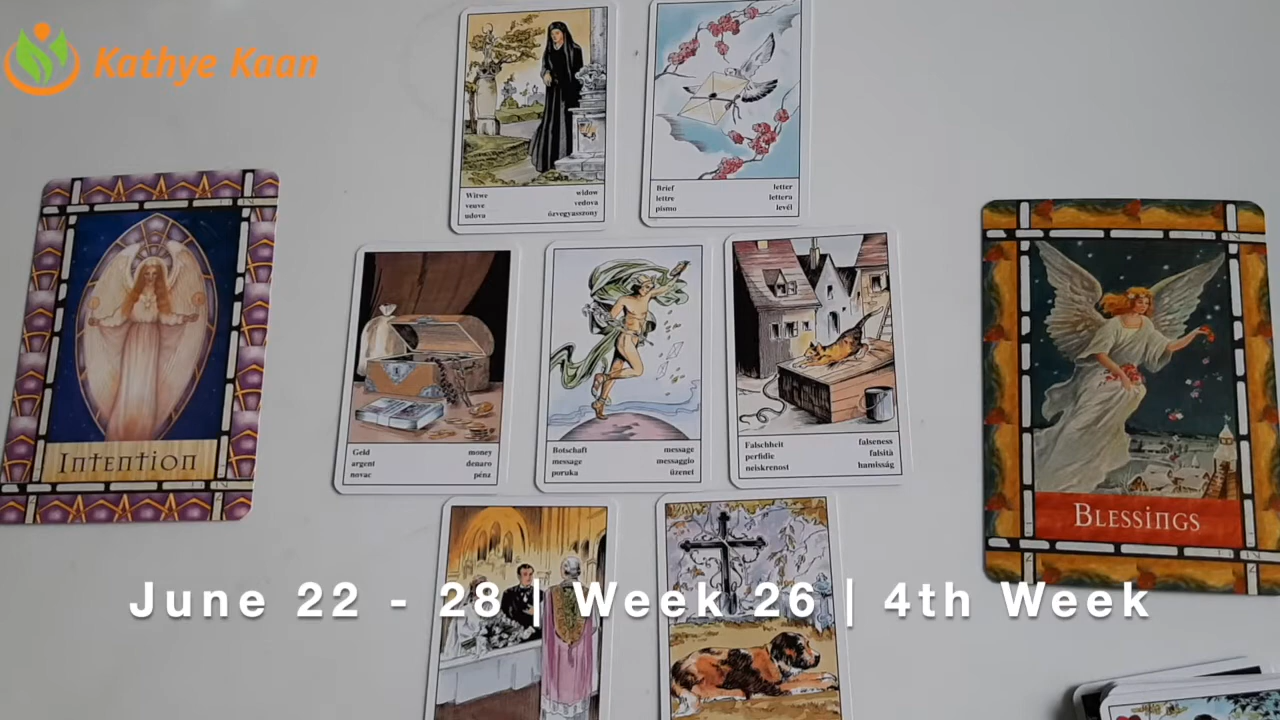 Kathye Kaan
Witwe widow
veuve vedova
udova özvegyasszony
Brief letter
lettre lettera
pismo levél
Geld money
argent denaro
novac pénz
Botschaft message
message messaggio
poruka üzenet
Falschheit falseness
perfidie falsità
neiskrenost hamisság
Intention
Blessings
June 22 - 28 | Week 26 | 4th Week